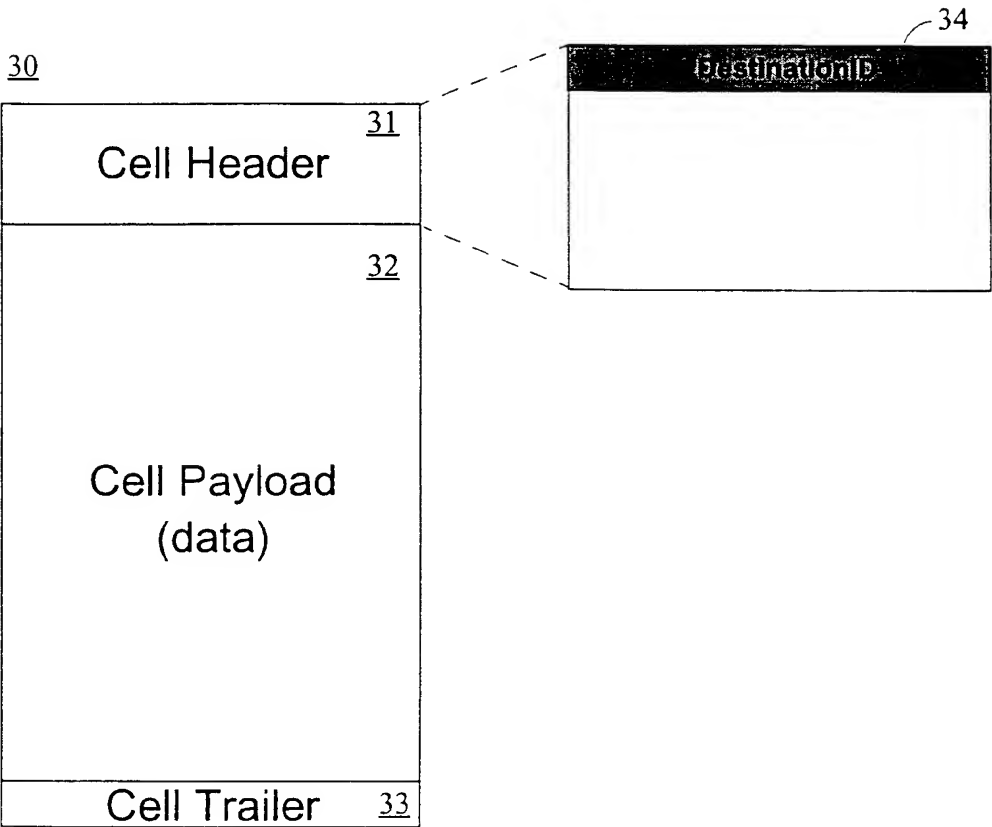 30
31
Cell Header
32
Cell Payload
(data)
Cell Trailer 33
34
DestinationID